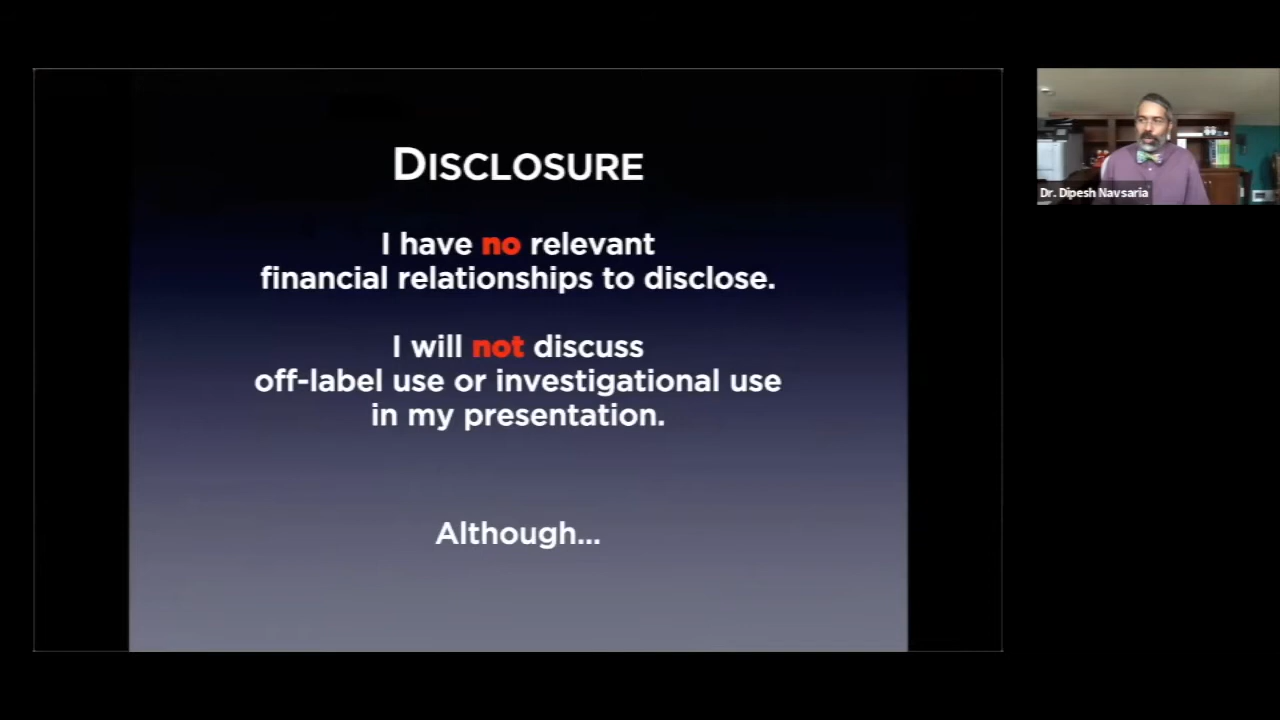 DISCLOSURE
I have no relevant
financial relationships to disclose.
I will not discuss
off-label use or investigational use
in my presentation.
Although...
Dr. Dipesh Navsaria